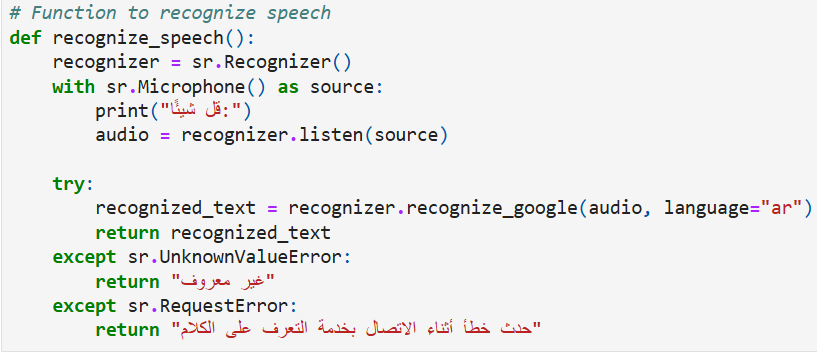 # Function to recognize speech
def recognize_speech():
    recognizer = sr.Recognizer()
    with sr.Microphone() as source:
        print("قل شيئًا:")
        audio = recognizer.listen(source)

    try:
        recognized_text = recognizer.recognize_google(audio, language="ar")
        return recognized_text
    except sr.UnknownValueError:
        return "غير معروف"
    except sr.RequestError:
        return "حدث خطأ أثناء الاتصال بخدمة التعرف على الكلام"